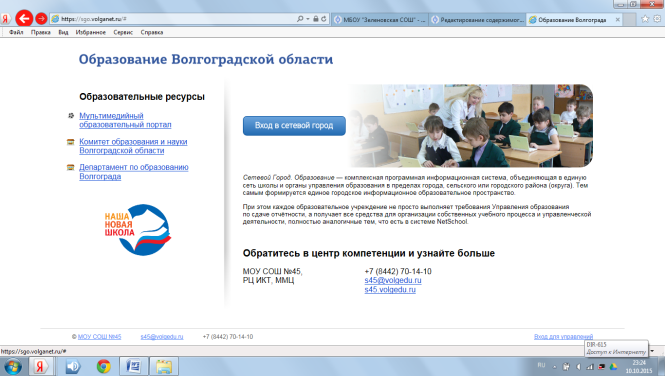 https://sgo.volganet.ru/#
МБОУ "Зеленовская СОШ" - ...
Редактирование содержимог...
Образование Волгограда
Файл Правка Вид Избранное Сервис Справка
Образование Волгоградской области
Образовательные ресурсы
Мультимедийный
образовательный портал
Комитет образования и науки
Волгоградской области
Департамент по образованию
Волгограда
НАША
НОВАЯ
ШКОЛА
Вход в сетевой город
Сетевой Город. Образование — комплексная программная информационная система, объединяющая в единую
сеть школы и органы управления образования в пределах города, сельского или городского района (округа). Тем
самым формируется единое городское информационное образовательное пространство.
При этом каждое образовательное учреждение не просто выполняет требования Управления образования
по сдаче отчётности, а получает все средства для организации собственных учебного процесса и управленческой
деятельности, полностью аналогичные тем, что есть в системе NetSchool.
Обратитесь в центр компетенции и узнайте больше
МОУ СОШ №45,
РЦ ИКТ, ММЦ
+7 (8442) 70-14-10
s45@volgedu.ru
s45.volgedu.ru
© МОУ СОШ №45 s45@volgedu.ru +7 (8442) 70-14-10 Вход для управлений
https://sgo.volganet.ru/#
DIR-615
Доступ к Интернету
RU
23:24
10.10.2015